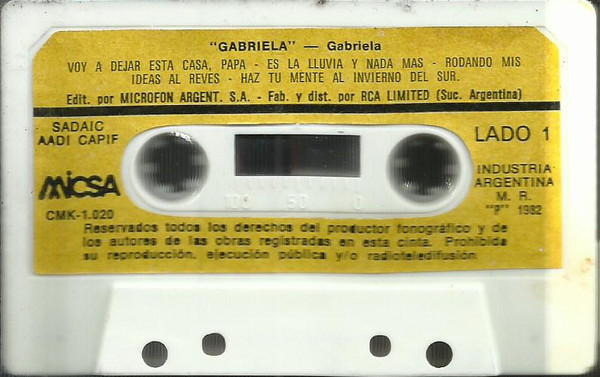 "GABRIELA" — Gabriela
VOY A DEJAR ESTA CASA, PAPA - ES LA LLUVIA Y NADA MAS - RODANDO MIS
IDEAS AL REVES - HAZ TU MENTE AL INVIERNO DEL SUR.
Edit. por MICROFON ARGENT. S.A. - Fab. y dist. por RCA LIMITED (Suc. Argentina)
SADAIC
AADI CAPIF
LADO 1
MICSA
CMK-1.020
100 50 0
INDUSTRIA
ARGENTINA
M. R.
"P" 1982
Reservados todos los derechos del productor fonográfico y de
los autores de las obras registradas en esta cinta. Prohibida
su reproducción, ejecución pública y/o radioteledifusión